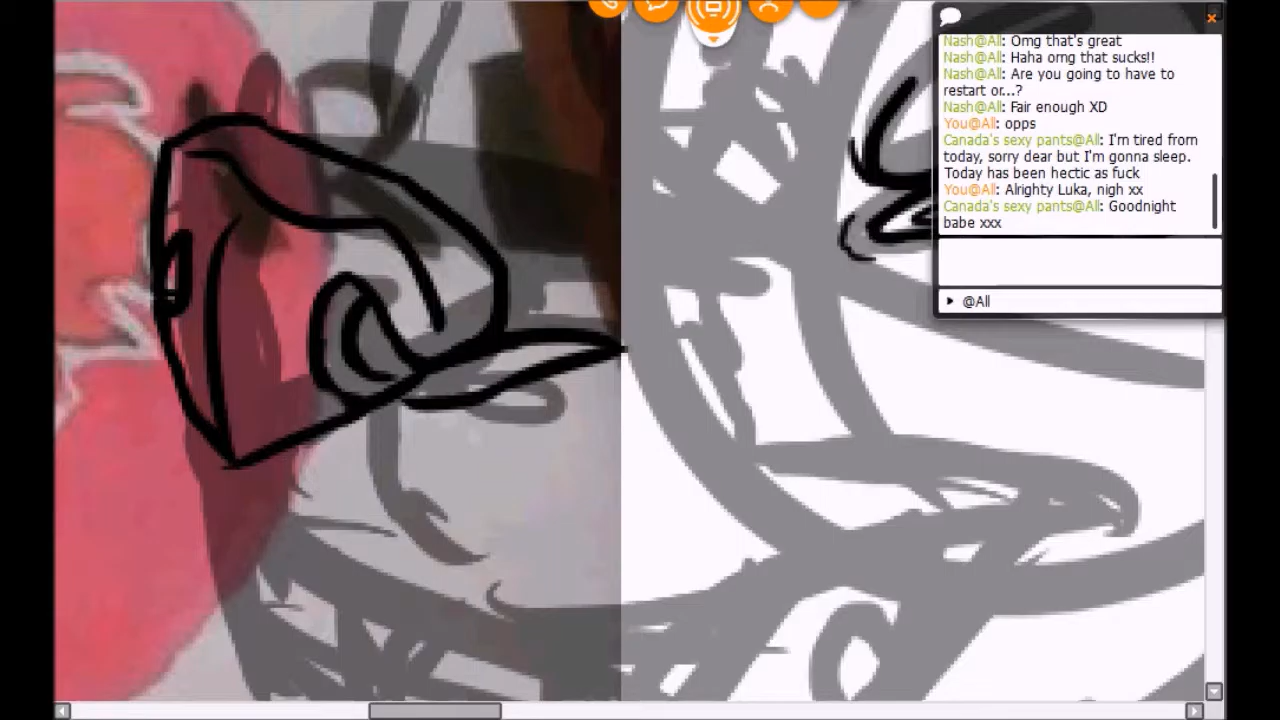 Nash@All: Omg that's great
Nash@All: Haha omg that sucks!!
Nash@All: Are you going to have to
restart or...?
Nash@All: Fair enough XD
You@All: opps
Canada's sexy pants@All: I'm tired from
today, sorry dear but I'm gonna sleep.
Today has been hectic as fuck
You@All: Alrighty Luka, nigh xx
Canada's sexy pants@All: Goodnight
babe xxx
@All